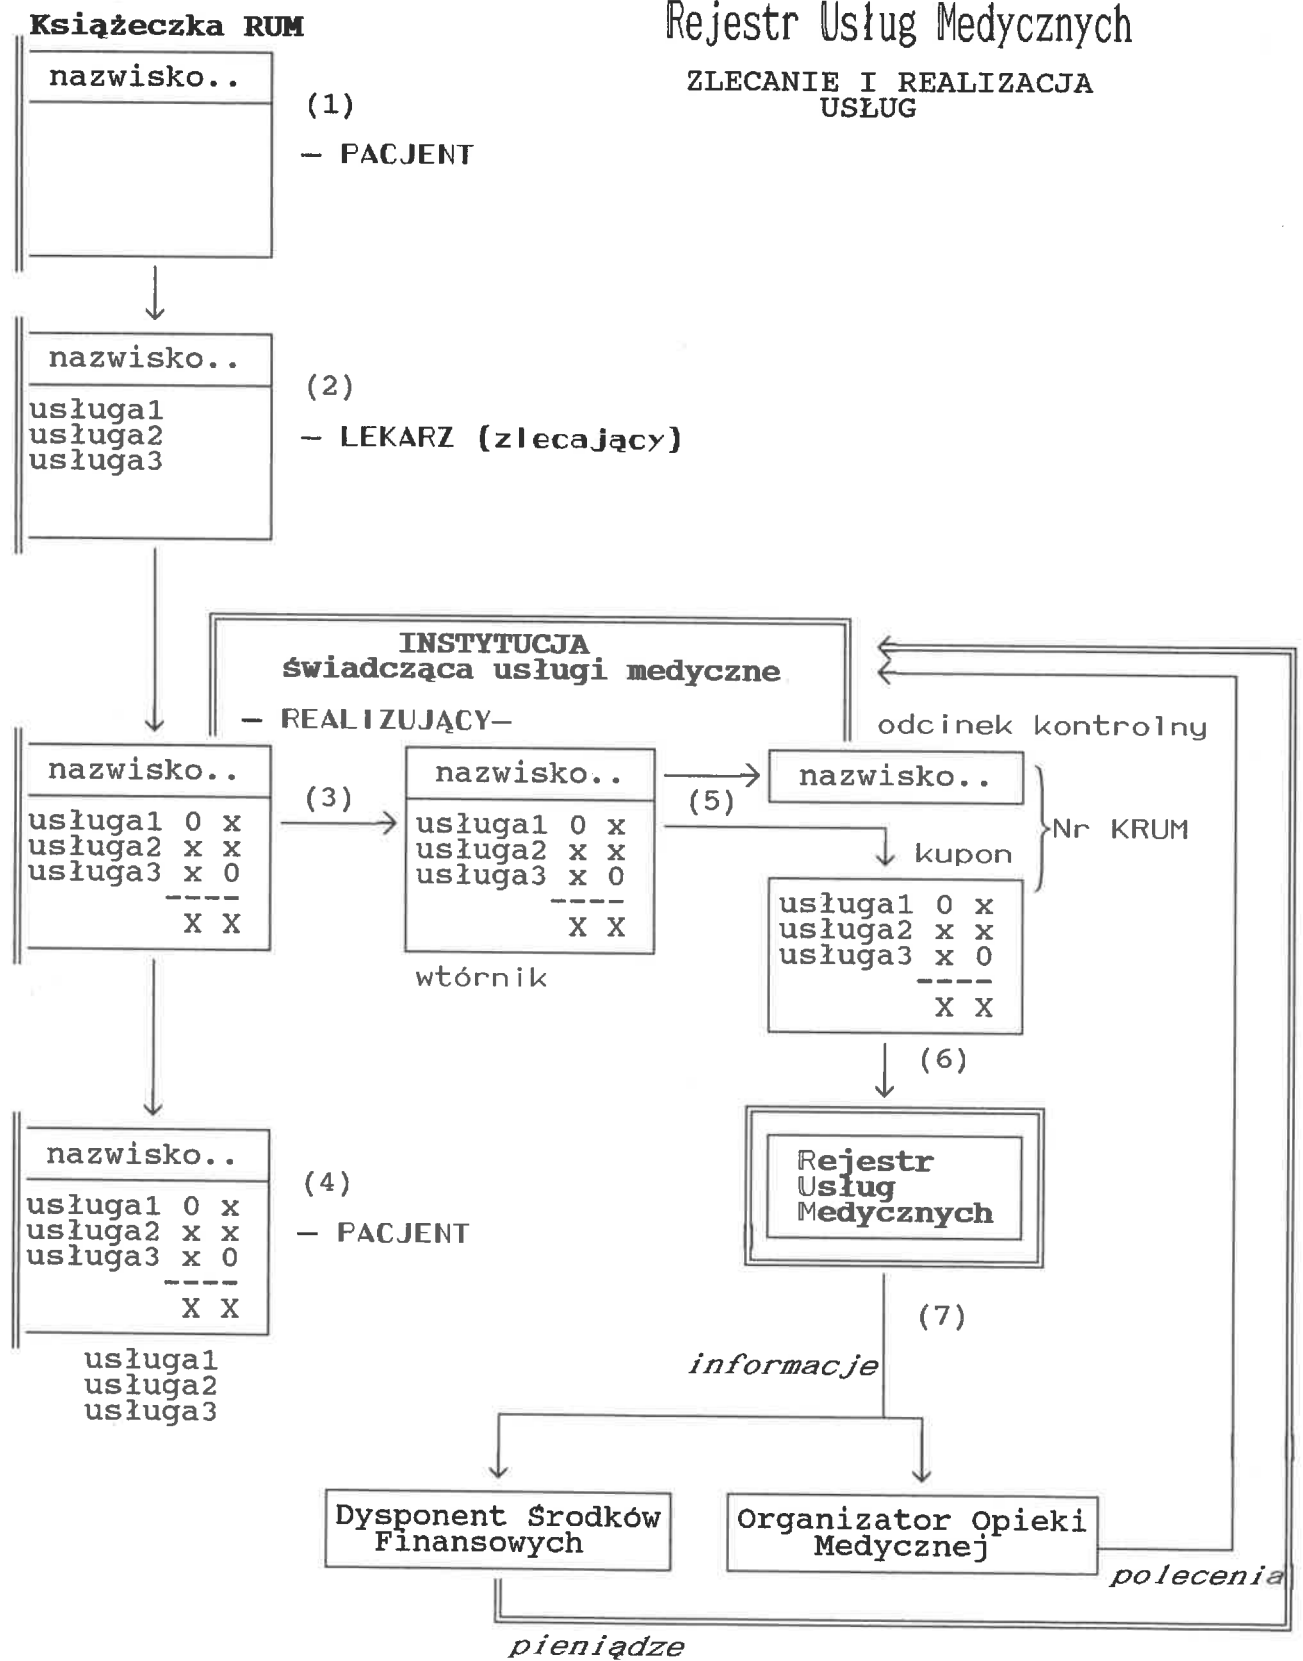 Książeczka RUM
Rejestr Usług Medycznych
ZLECANIE I REALIZACJA
USŁUG
nazwisko..
(1)
— PACJENT
nazwisko..
(2)
usługa1
usługa2
usługa3
— LEKARZ (zlecający)
INSTYTUCJA
świadcząca usługi medyczne
— REALIZUJĄCY—
odcinek kontrolny
nazwisko..
usługa1 0 x
usługa2 x x
usługa3 x 0
----
X X
(3)
nazwisko..
usługa1 0 x
usługa2 x x
usługa3 x 0
----
X X
wtórnik
(5)
nazwisko..
Nr KRUM
kupon
usługa1 0 x
usługa2 x x
usługa3 x 0
----
X X
(6)
Rejestr
Usług
Medycznych
nazwisko..
usługa1 0 x
usługa2 x x
usługa3 x 0
----
X X
(4)
— PACJENT
usługa1
usługa2
usługa3
(7)
informacje
Dysponent Środków
Finansowych
Organizator Opieki
Medycznej
polecenia
pieniądze